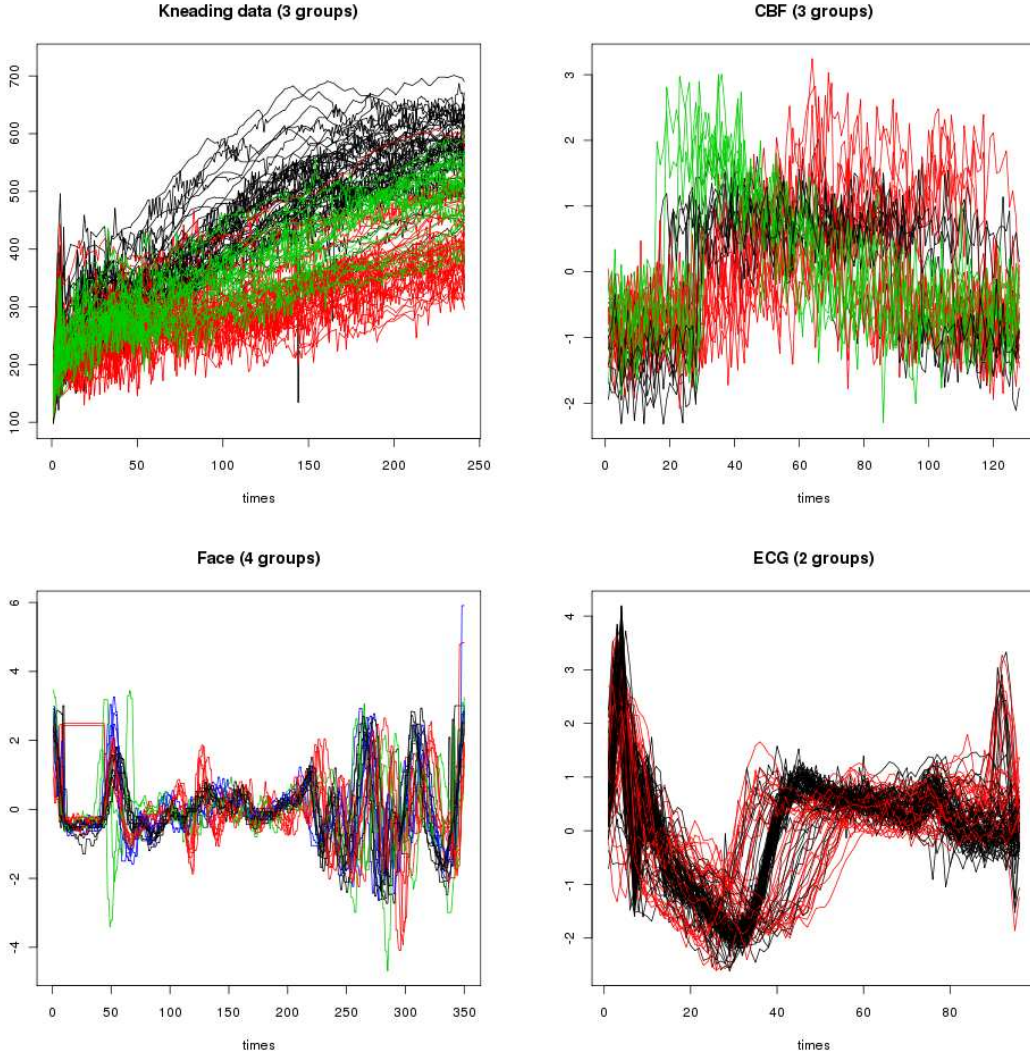 Kneading data (3 groups)
700
600
500
400
300
200
100
0 50 100 150 200 250
times
CBF (3 groups)
3
2
1
0
-1
-2
0 20 40 60 80 100 120
times
Face (4 groups)
6
4
2
0
-2
-4
0 50 100 150 200 250 300 350
times
ECG (2 groups)
4
3
2
1
0
-1
-2
0 20 40 60 80
times